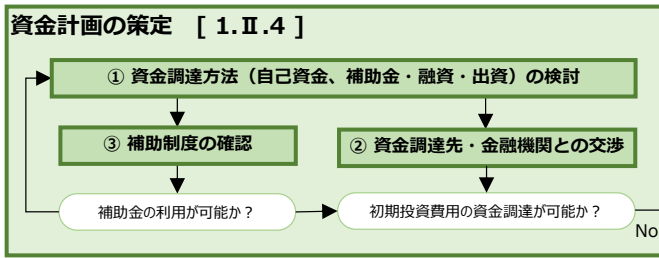 資金計画の策定 [ 1.Ⅱ.4 ]
① 資金調達方法（自己資金、補助金・融資・出資）の検討
③ 補助制度の確認
② 資金調達先・金融機関との交渉
補助金の利用が可能か？
初期投資費用の資金調達が可能か？
No